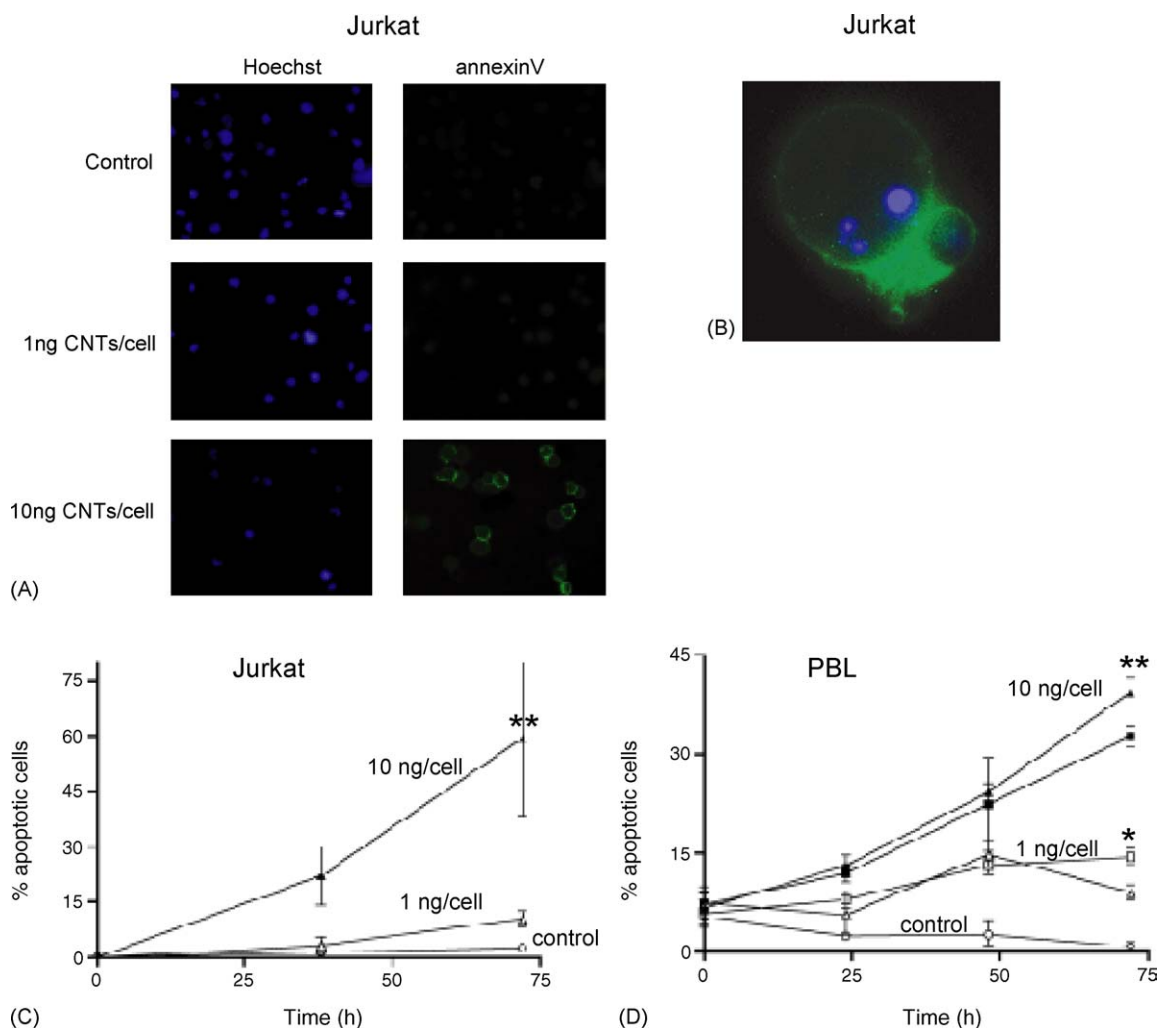 Jurkat
Hoechst annexinV
Control
1ng CNTs/cell
10ng CNTs/cell
(A)
Jurkat
(B)
Jurkat
75
60
45
30
15
0
% apoptotic cells
10 ng/cell
**
1 ng/cell
control
0 25 50 75
Time (h)
(C)
PBL
45
30
15
0
% apoptotic cells
10 ng/cell
**
1 ng/cell
*
control
0 25 50 75
Time (h)
(D)